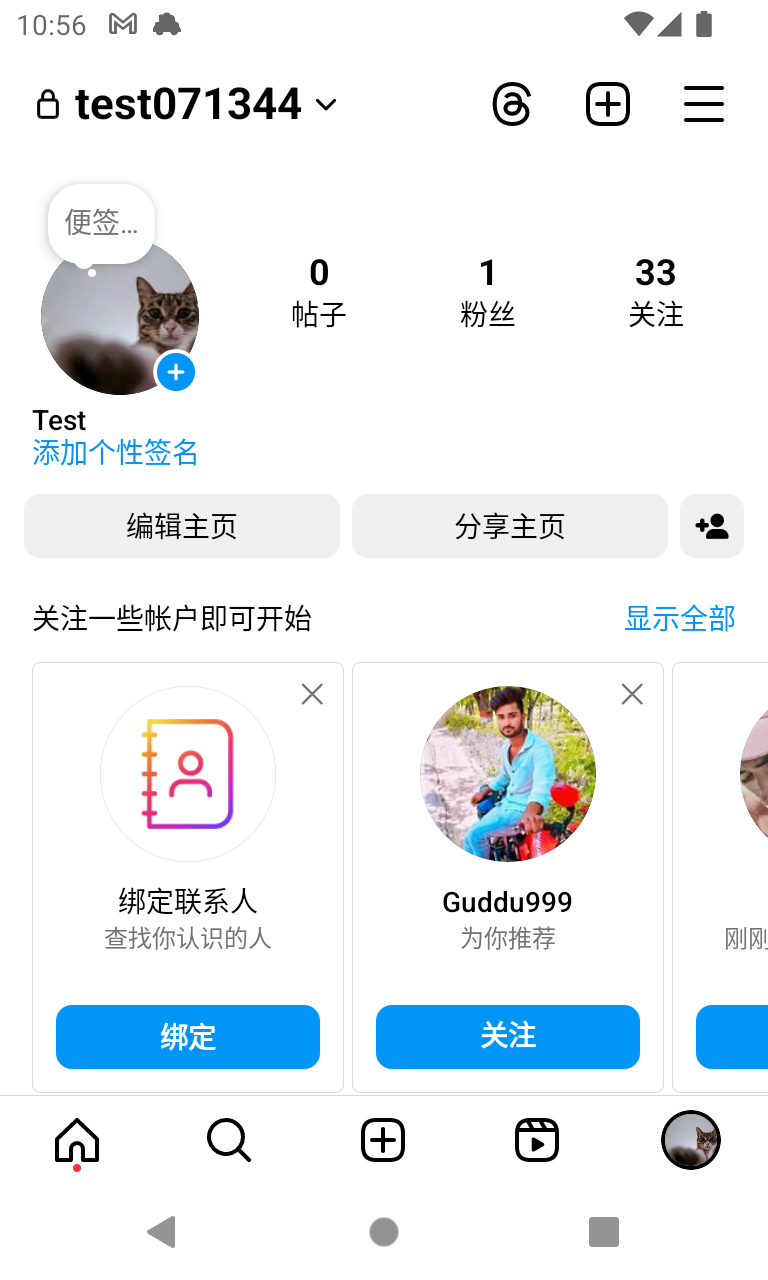 10:56
test071344
便签...
0
帖子
1
粉丝
33
关注
Test
添加个性签名
编辑主页
分享主页
关注一些帐户即可开始
显示全部
绑定联系人
查找你认识的人
绑定
Guddu999
为你推荐
关注
刚刚